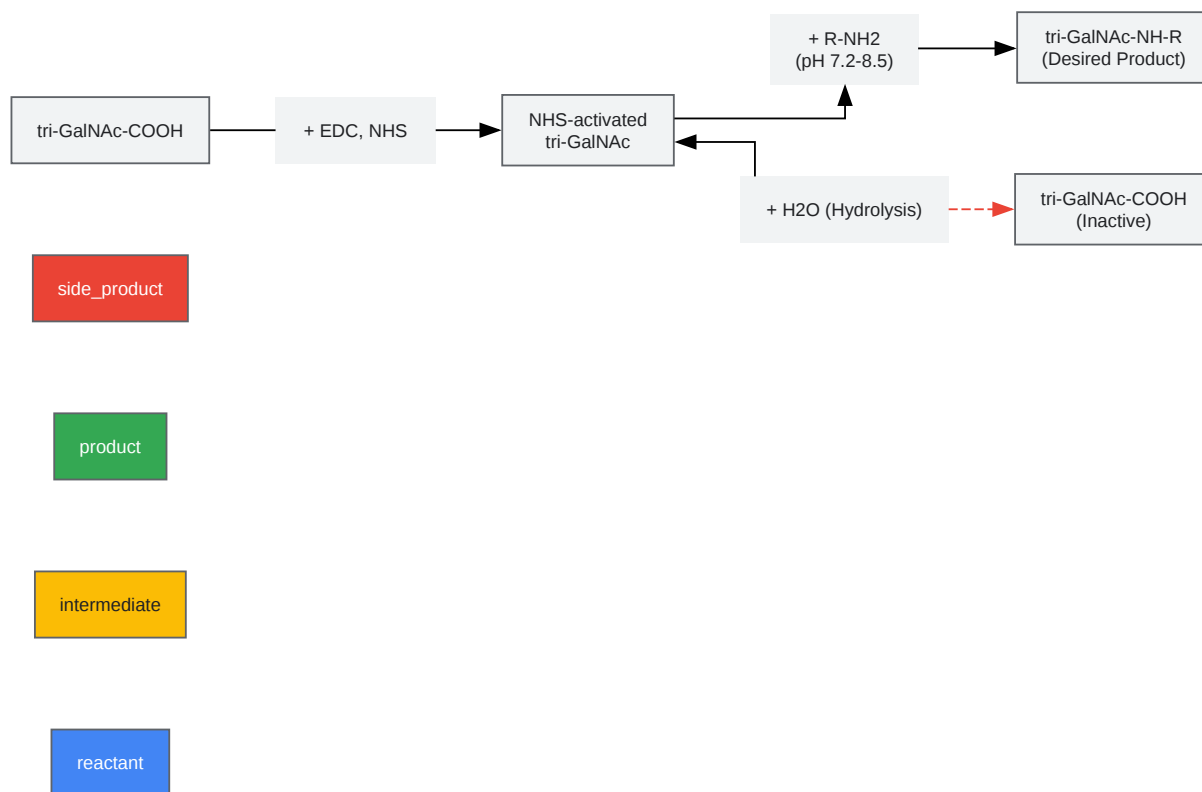 + R-NH2
(pH 7.2-8.5)
tri-GalNAc-NH-R
(Desired Product)
tri-GalNAc-COOH
+ EDC, NHS
NHS-activated
tri-GalNAc
+ H2O (Hydrolysis)
tri-GalNAc-COOH
(Inactive)
side_product
product
intermediate
reactant